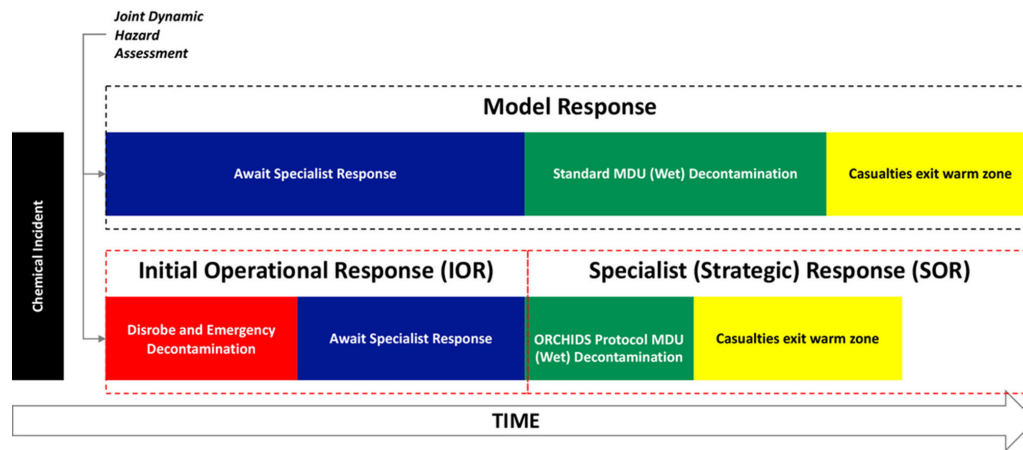 Joint Dynamic
Hazard
Assessment
Model Response
Await Specialist Response
Standard MDU (Wet) Decontamination
Casualties exit warm zone
Chemical Incident
Initial Operational Response (IOR)
Specialist (Strategic) Response (SOR)
Disrobe and Emergency
Decontamination
Await Specialist Response
ORCHIDS Protocol MDU
(Wet) Decontamination
Casualties exit warm zone
TIME